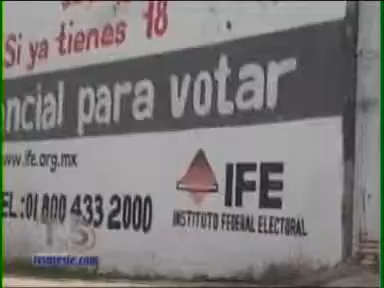 Si ya tienes 18
ncial para votar
www.ife.org.mx
IFE
TEL: 01 800 433 2000
INSTITUTO FEDERAL ELECTORAL